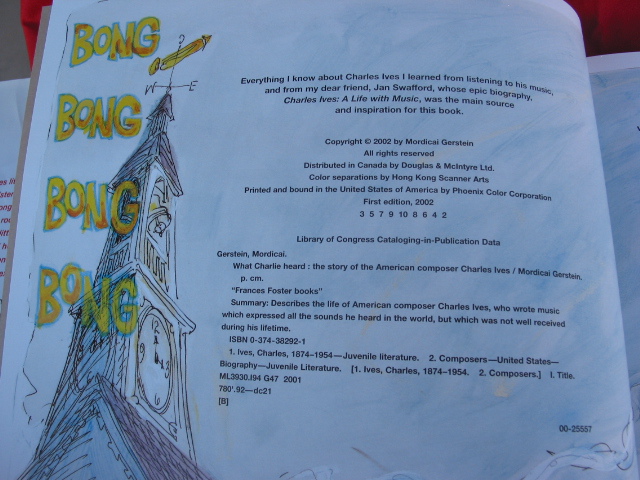 BONG
BONG
BONG
BONG
W E
Everything I know about Charles Ives I learned from listening to his music,
and from my dear friend, Jan Swafford, whose epic biography,
Charles Ives: A Life with Music, was the main source
and inspiration for this book.
Copyright © 2002 by Mordicai Gerstein
All rights reserved
Distributed in Canada by Douglas & McIntyre Ltd.
Color separations by Hong Kong Scanner Arts
Printed and bound in the United States of America by Phoenix Color Corporation
First edition, 2002
3 5 7 9 10 8 6 4 2
Library of Congress Cataloging-in-Publication Data
Gerstein, Mordicai.
What Charlie heard : the story of the American composer Charles Ives / Mordicai Gerstein.
p. cm.
"Frances Foster books"
Summary: Describes the life of American composer Charles Ives, who wrote music
which expressed all the sounds he heard in the world, but which was not well received
during his lifetime.
ISBN 0-374-38292-1
1. Ives, Charles, 1874–1954—Juvenile literature. 2. Composers—United States—
Biography—Juvenile Literature. [1. Ives, Charles, 1874–1954. 2. Composers.] I. Title.
ML3930.I94 G47 2001
780'.92—dc21
[B]
00-25557